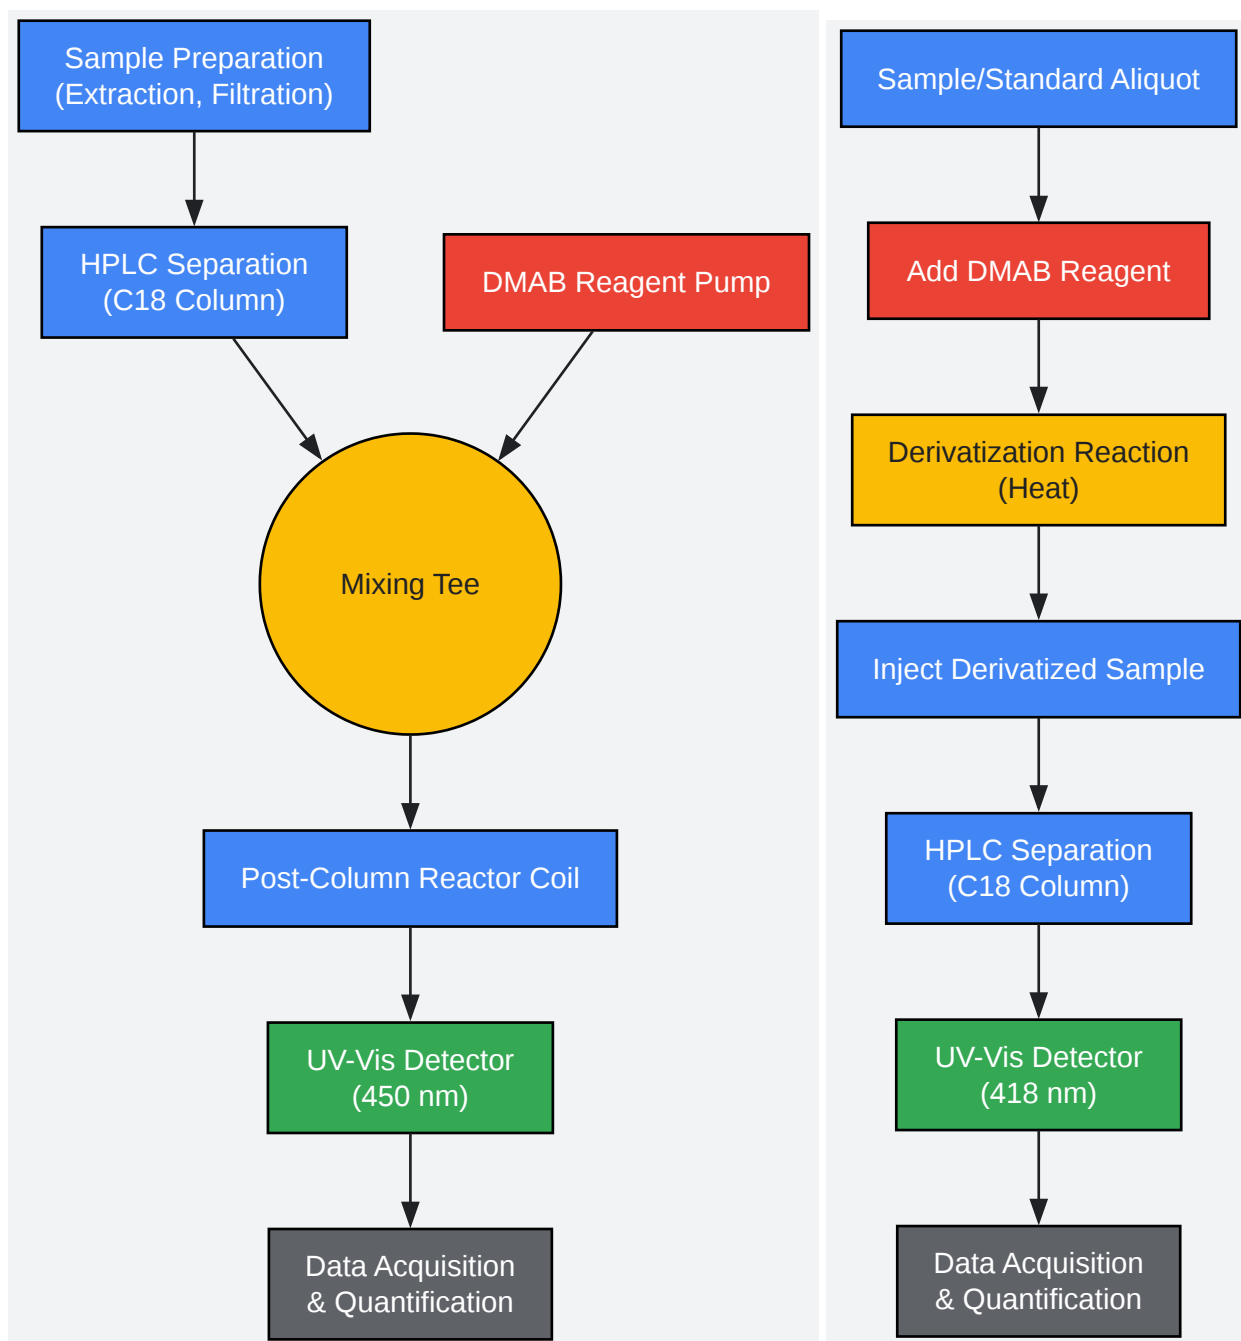 Sample Preparation
(Extraction, Filtration)
HPLC Separation
(C18 Column)
DMAB Reagent Pump
Mixing Tee
Post-Column Reactor Coil
UV-Vis Detector
(450 nm)
Data Acquisition
& Quantification
Sample/Standard Aliquot
Add DMAB Reagent
Derivatization Reaction
(Heat)
Inject Derivatized Sample
HPLC Separation
(C18 Column)
UV-Vis Detector
(418 nm)
Data Acquisition
& Quantification